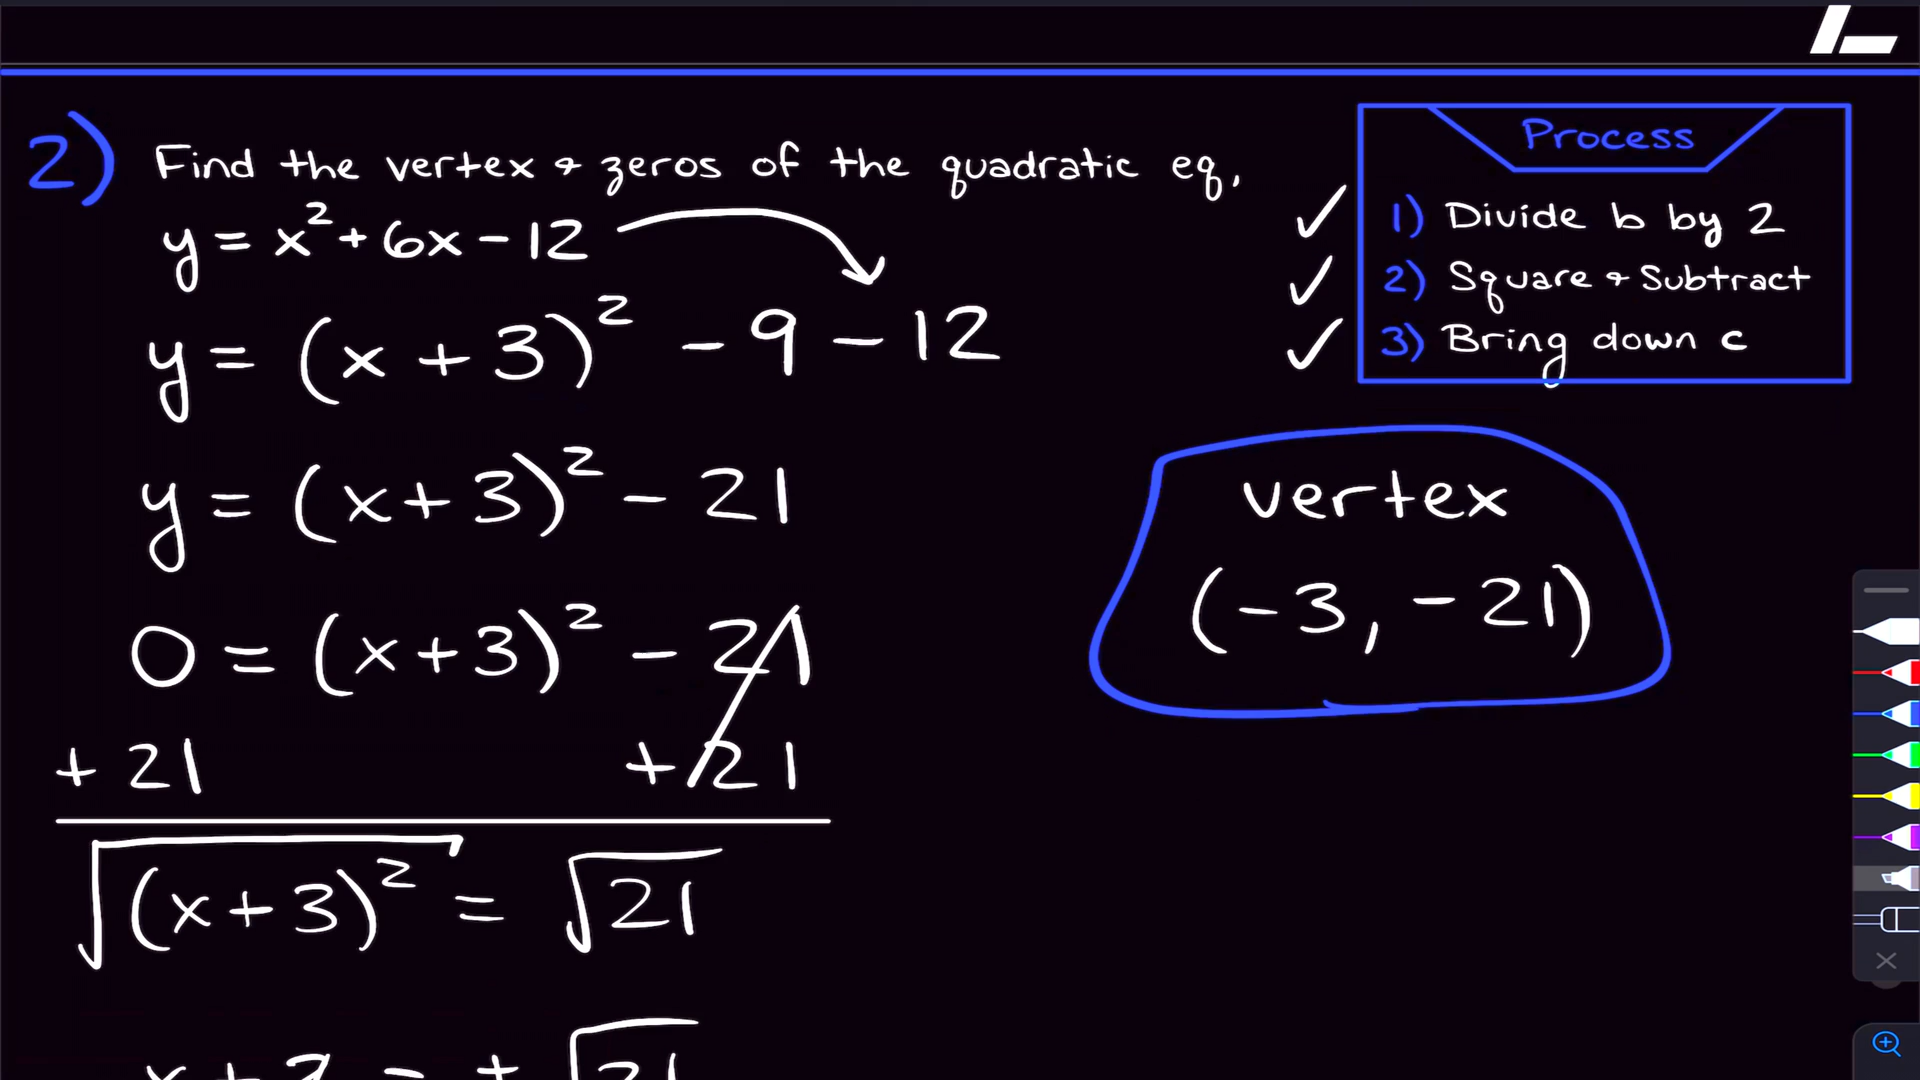 2) Find the vertex & zeros of the quadratic eq.
y = x² + 6x - 12
y = (x + 3)² - 9 - 12
y = (x + 3)² - 21
0 = (x + 3)² - 21
+ 21 + 21
√(x + 3)² = √21
x + 3 = ± √21
Process
1) Divide b by 2
2) Square & Subtract
3) Bring down c
vertex
(-3, -21)